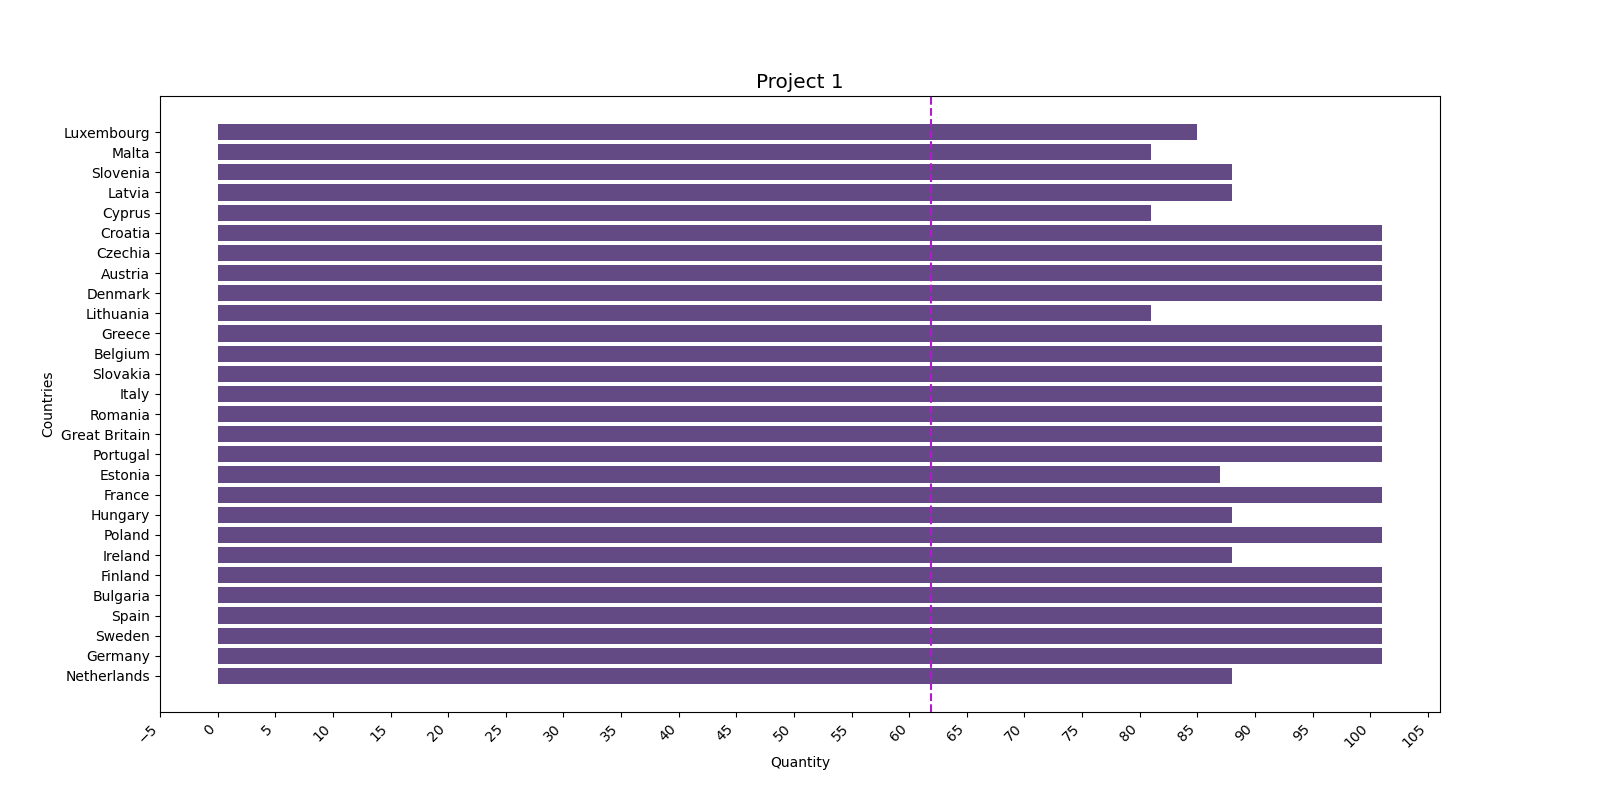 Project 1
Countries
Luxembourg
Malta
Slovenia
Latvia
Cyprus
Croatia
Czechia
Austria
Denmark
Lithuania
Greece
Belgium
Slovakia
Italy
Romania
Great Britain
Portugal
Estonia
France
Hungary
Poland
Ireland
Finland
Bulgaria
Spain
Sweden
Germany
Netherlands
−5 0 5 10 15 20 25 30 35 40 45 50 55 60 65 70 75 80 85 90 95 100 105
Quantity